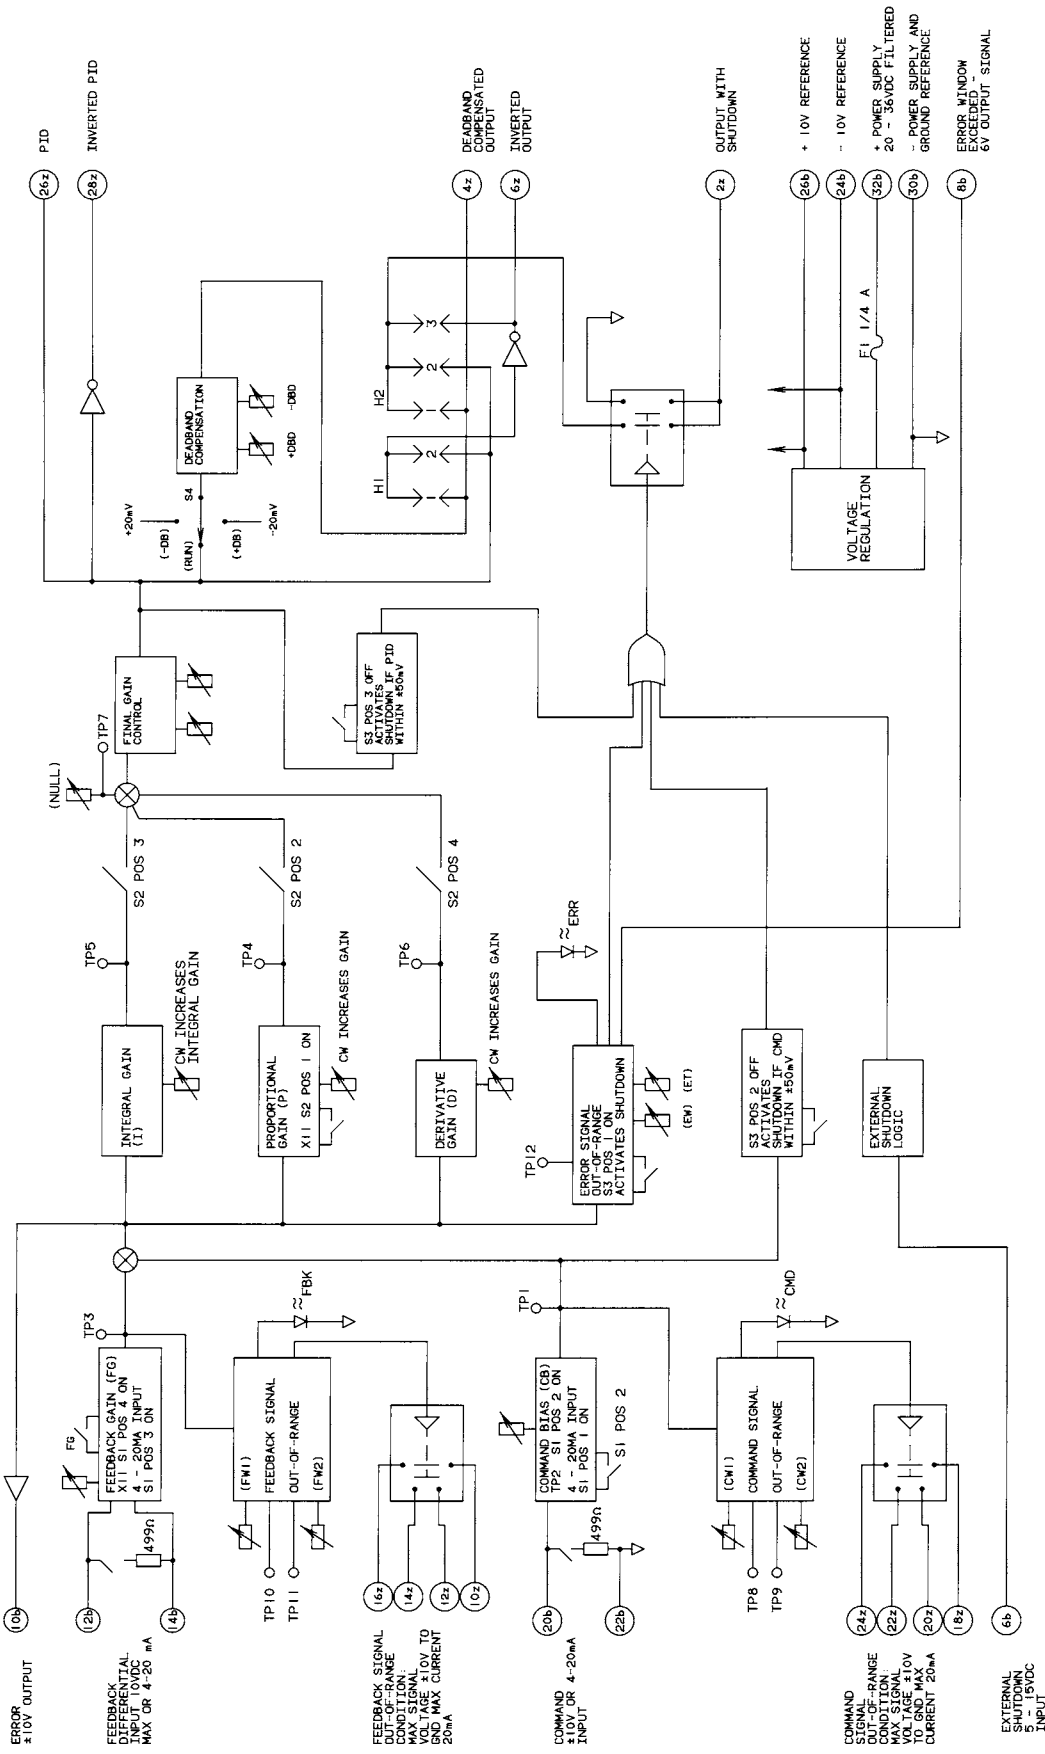 ERROR
±10V OUTPUT
10b
FEEDBACK
DIFFERENTIAL
INPUT 10VDC
MAX OR 4-20 mA
12b
14b
499Ω
FG
FEEDBACK GAIN (FG)
X11 S1 POS 4 ON
4 - 20MA INPUT
S1 POS 3 ON
TP3
(FW1)
FEEDBACK SIGNAL
OUT-OF-RANGE
(FW2)
TP10
TP11
FBK
FEEDBACK SIGNAL
OUT-OF-RANGE
CONDITION:
MAX SIGNAL
VOLTAGE ±10V TO
GND MAX CURRENT
20mA
16z
14z
12z
10z
COMMAND
±10V OR 4-20mA
INPUT
20b
22b
499Ω
COMMAND BIAS (CB)
TP2 S1 POS 2 ON
4 - 20MA INPUT
S1 POS 1 ON
S1 POS 2
TP1
(CW1)
COMMAND SIGNAL
OUT-OF-RANGE
(CW2)
TP8
TP9
CMD
COMMAND
SIGNAL
OUT-OF-RANGE
CONDITION:
MAX SIGNAL
VOLTAGE ±10V
TO GND MAX
CURRENT 20mA
24z
22z
20z
18z
EXTERNAL
SHUTDOWN
5 - 15VDC
INPUT
6b
INTEGRAL GAIN
(I)
CW INCREASES
INTEGRAL GAIN
TP5
S2 POS 3
PROPORTIONAL
GAIN (P)
X11 S2 POS 1 ON
CW INCREASES GAIN
TP4
S2 POS 2
DERIVATIVE
GAIN (D)
CW INCREASES GAIN
TP6
S2 POS 4
TP12
ERROR SIGNAL
OUT-OF-RANGE
S3 POS 1 ON
ACTIVATES SHUTDOWN
(EW) (ET)
ERR
S3 POS 2 OFF
ACTIVATES
SHUTDOWN IF CMD
WITHIN ±50mV
EXTERNAL
SHUTDOWN
LOGIC
(NULL)
TP7
FINAL GAIN
CONTROL
S3 POS 3 OFF
ACTIVATES
SHUTDOWN IF PID
WITHIN ±50mV
+20mV
(-DB)
(RUN)
(+DB)
-20mV
S4
DEADBAND
COMPENSATION
+DBD
-DBD
H1
1
2
H2
1
2
3
VOLTAGE
REGULATION
F1 1/4 A
26z
PID
28z
INVERTED PID
4z
DEADBAND
COMPENSATED
OUTPUT
6z
INVERTED
OUTPUT
2z
OUTPUT WITH
SHUTDOWN
26b
+ 10V REFERENCE
24b
- 10V REFERENCE
32b
+ POWER SUPPLY
20 - 36VDC FILTERED
30b
- POWER SUPPLY AND
GROUND REFERENCE
8b
ERROR WINDOW
EXCEEDED -
6V OUTPUT SIGNAL